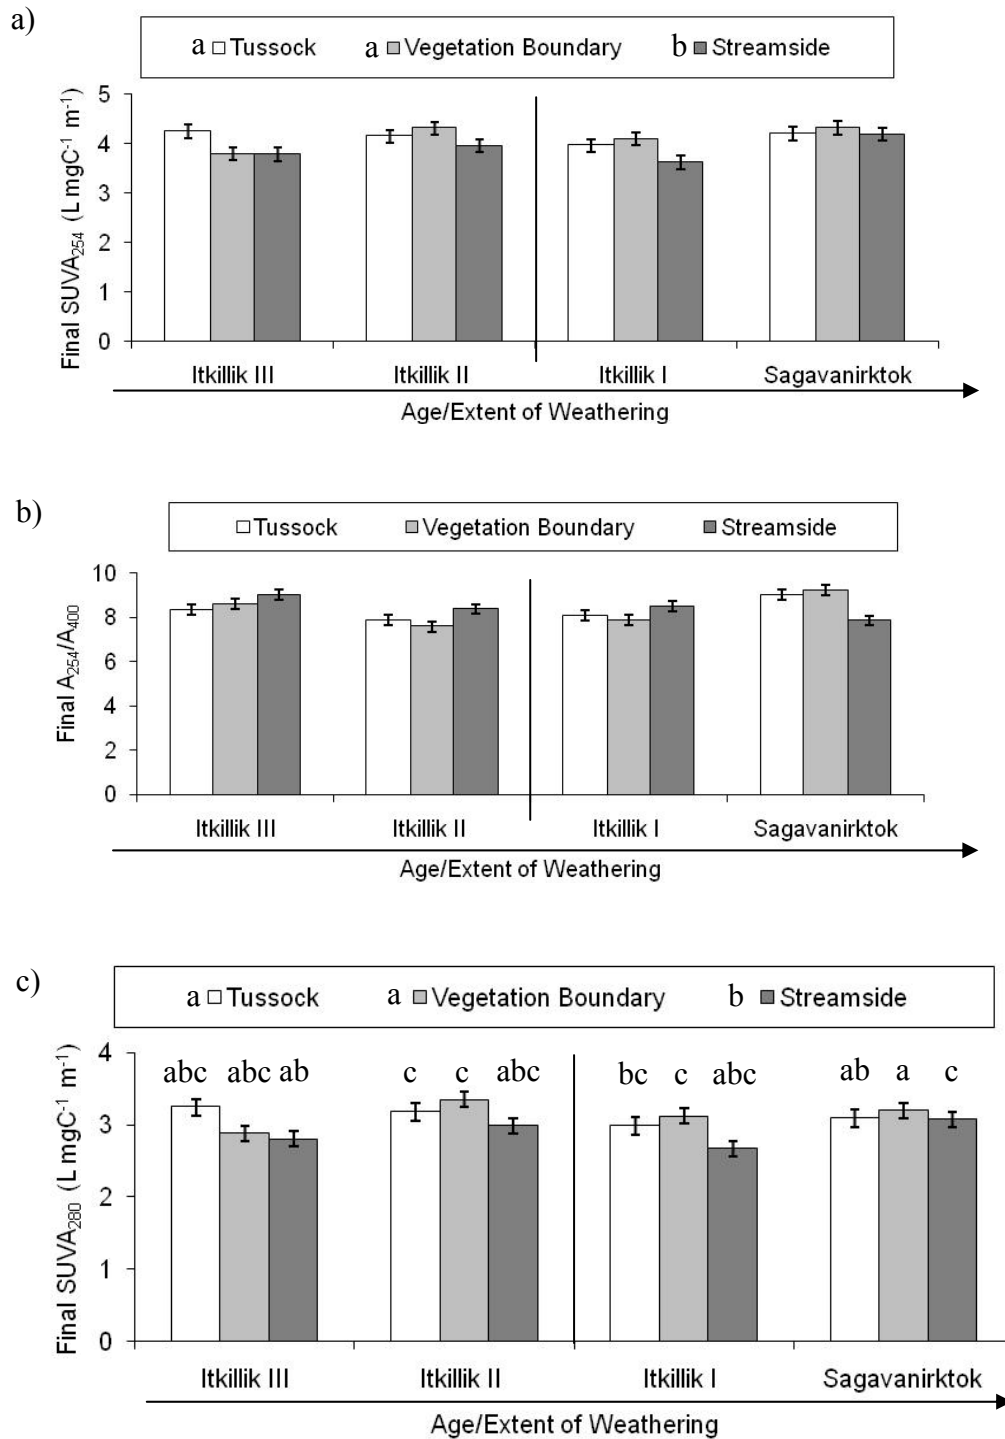 a)
a Tussock a Vegetation Boundary b Streamside
Final SUVA254 (L mgC-1 m-1)
5
4
3
2
1
0
Itkillik III Itkillik II Itkillik I Sagavanirktok
Age/Extent of Weathering
b)
Tussock Vegetation Boundary Streamside
Final A254/A400
10
8
6
4
2
0
Itkillik III Itkillik II Itkillik I Sagavanirktok
Age/Extent of Weathering
c)
a Tussock a Vegetation Boundary b Streamside
Final SUVA280 (L mgC-1 m-1)
4
3
2
1
0
abc abc ab c c abc bc c abc ab a c
Itkillik III Itkillik II Itkillik I Sagavanirktok
Age/Extent of Weathering